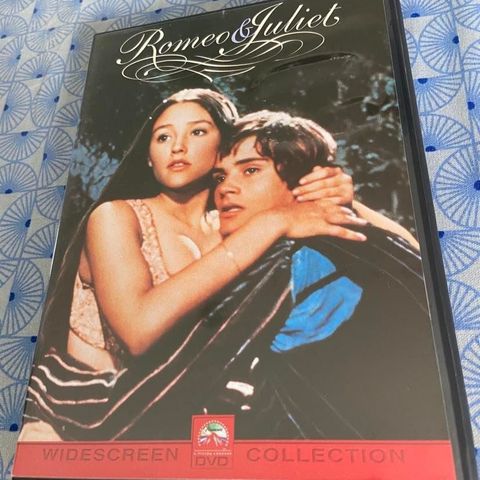 Romeo & Juliet
WIDESCREEN DVD COLLECTION